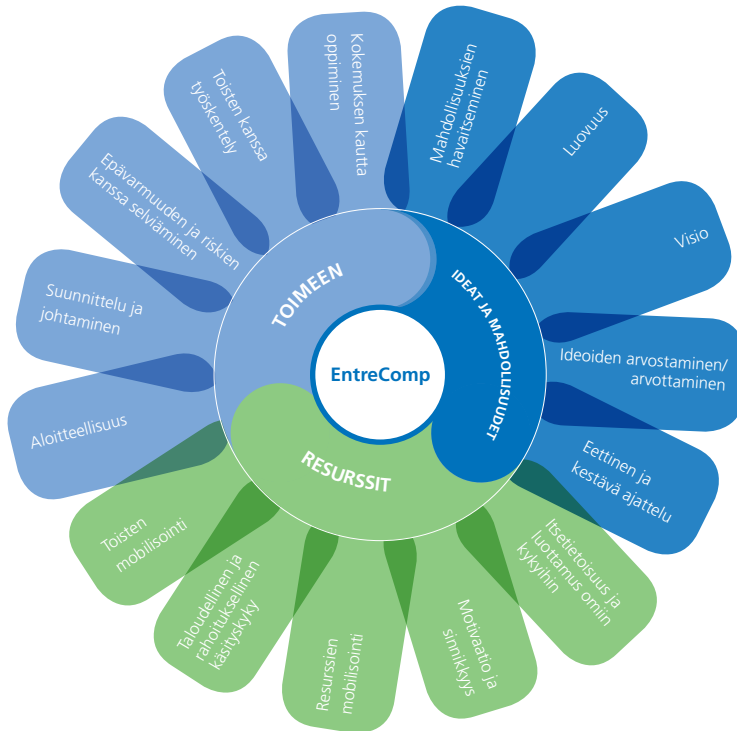 EntreComp
IDEAT JA MAHDOLLISUUDET
Mahdollisuuksien
havaitseminen
Luovuus
Visio
Ideoiden arvostaminen/
arvottaminen
Eettinen ja
kestävä ajattelu
RESURSSIT
Itsetietoisuus ja
luottamus omiin
kykyihin
Motivaatio ja
sinnikkyys
Resurssien
mobilisointi
Taloudellinen ja
rahoituksellinen
käsityskyky
Toisten
mobilisointi
TOIMEEN
Aloitteellisuus
Suunnittelu ja
johtaminen
Epävarmuuden ja riskien
kanssa selviäminen
Toisten kanssa
työskentely
Kokemuksen kautta
oppiminen